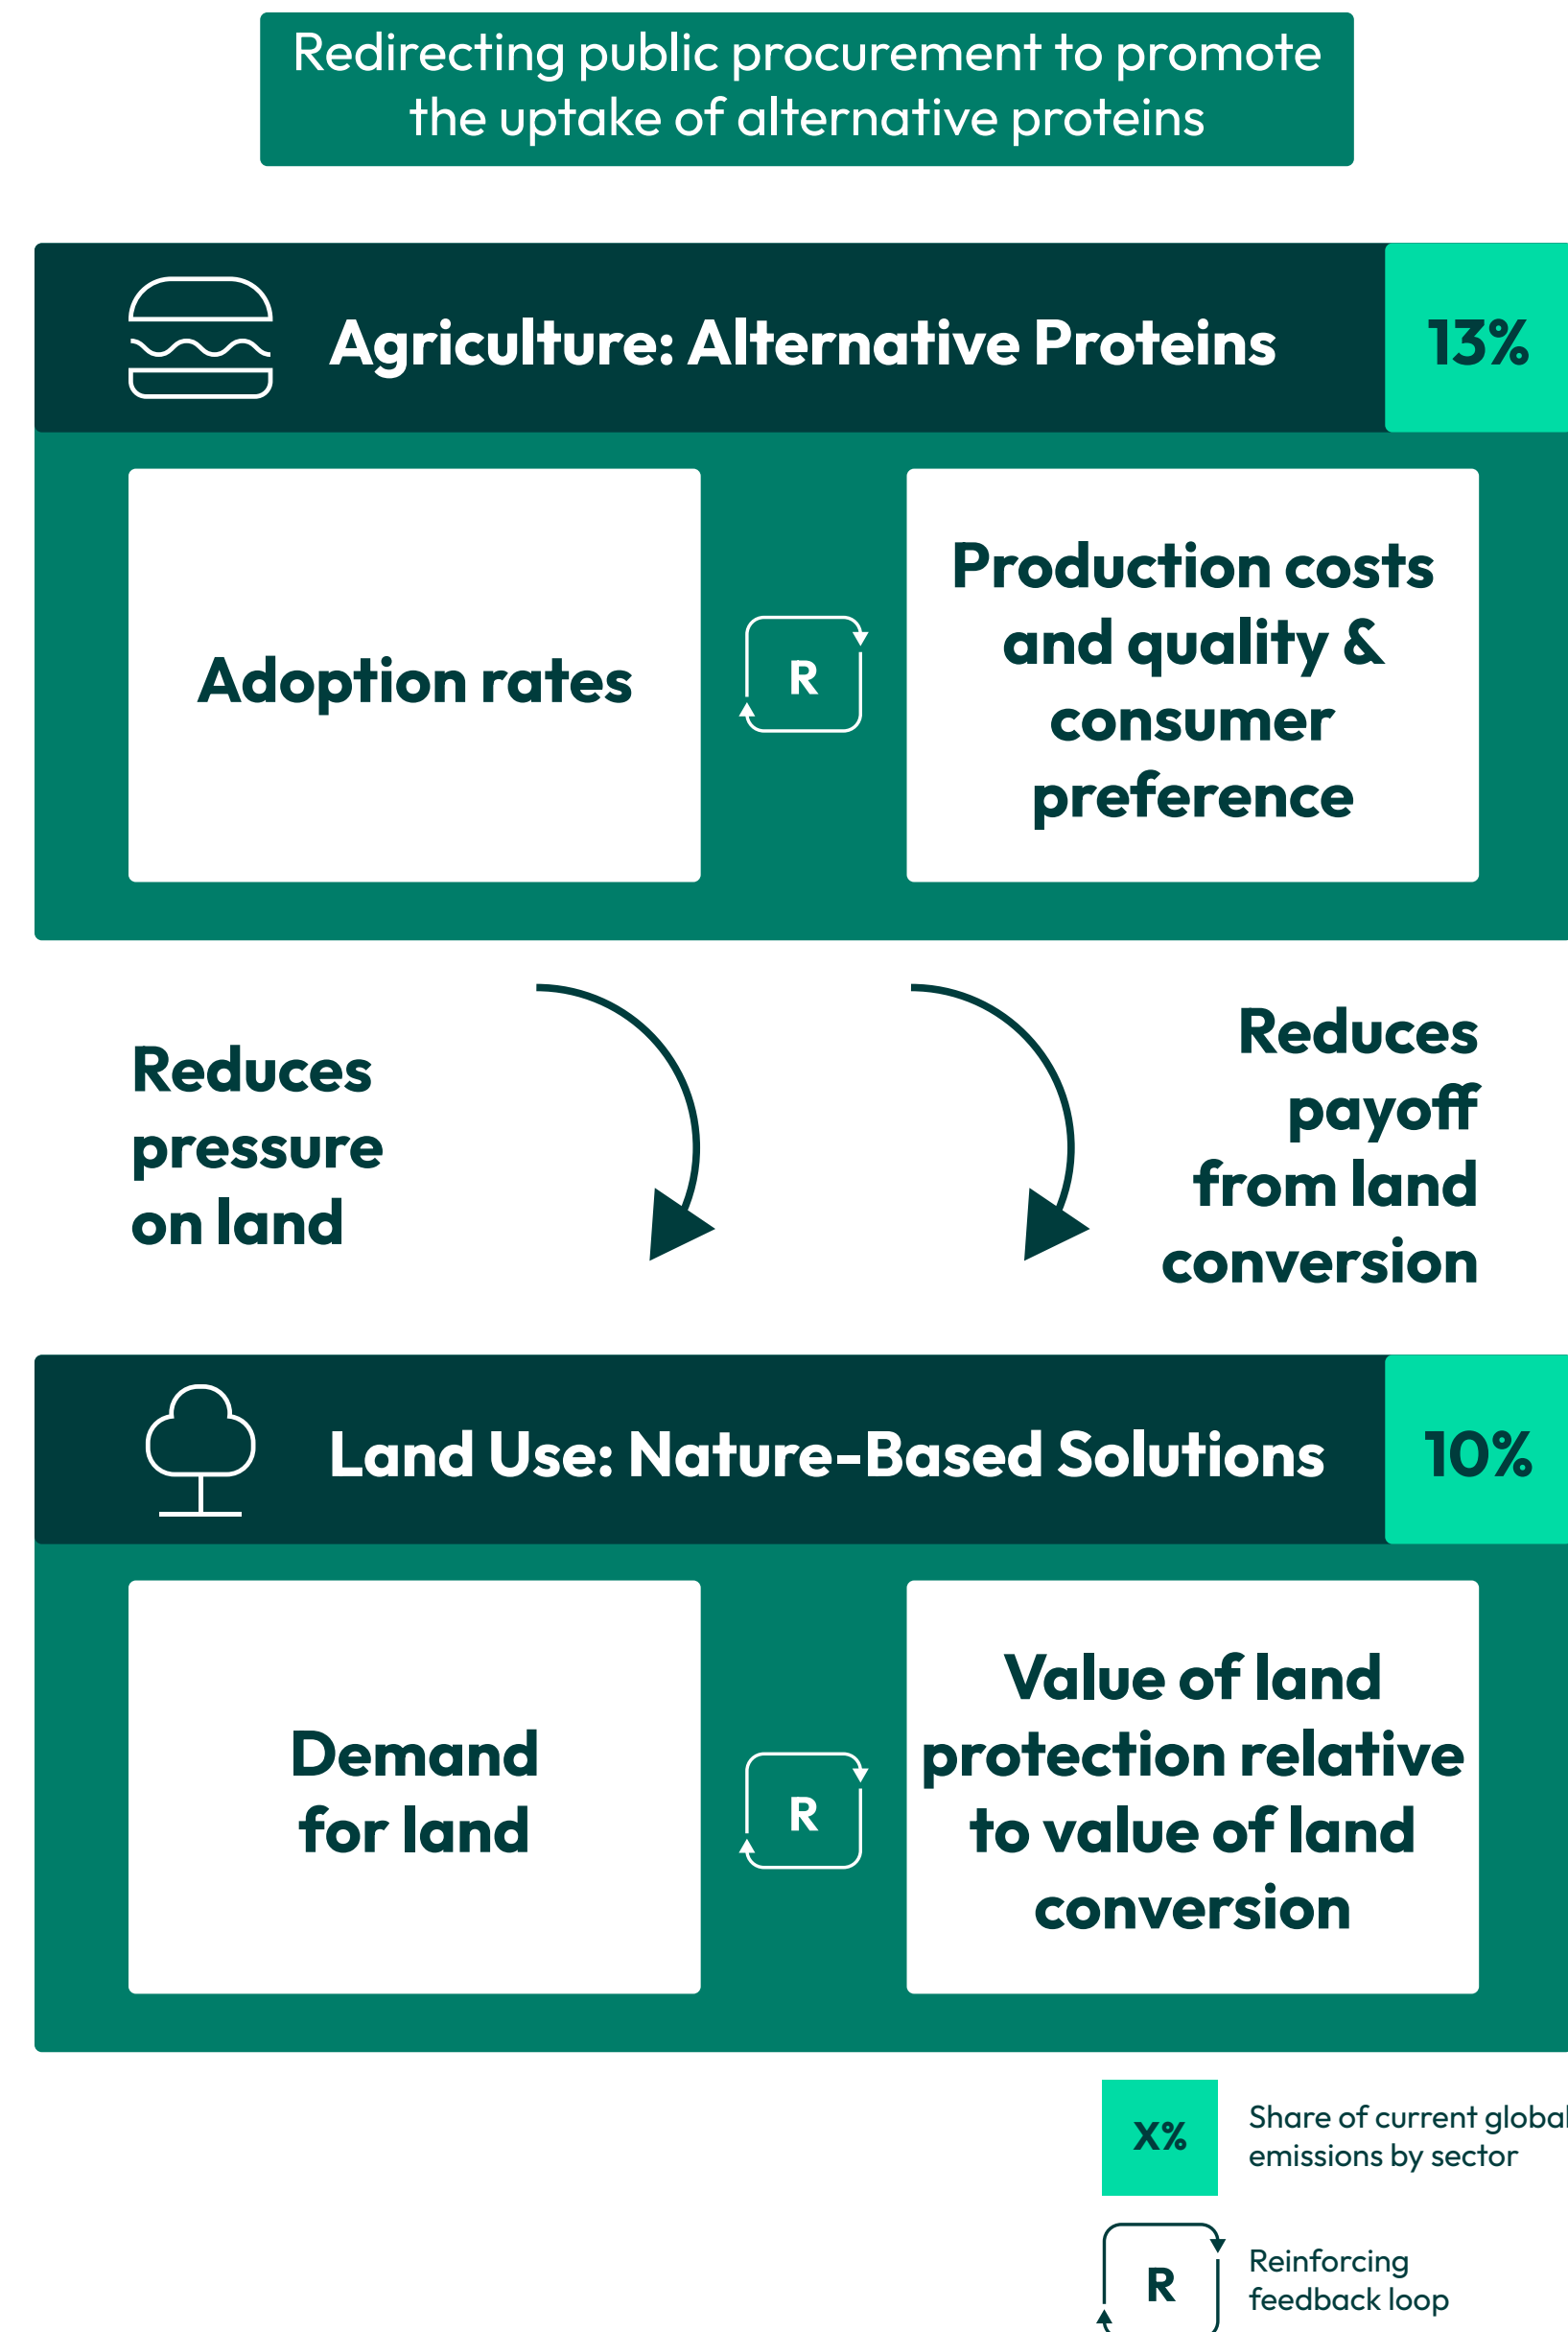 Redirecting public procurement to promote
the uptake of alternative proteins
Agriculture: Alternative Proteins
13%
Adoption rates
R
Production costs
and quality &
consumer
preference
Reduces
pressure
on land
Reduces
payoff
from land
conversion
Land Use: Nature-Based Solutions
10%
Demand
for land
R
Value of land
protection relative
to value of land
conversion
X%
Share of current global
emissions by sector
R
Reinforcing
feedback loop